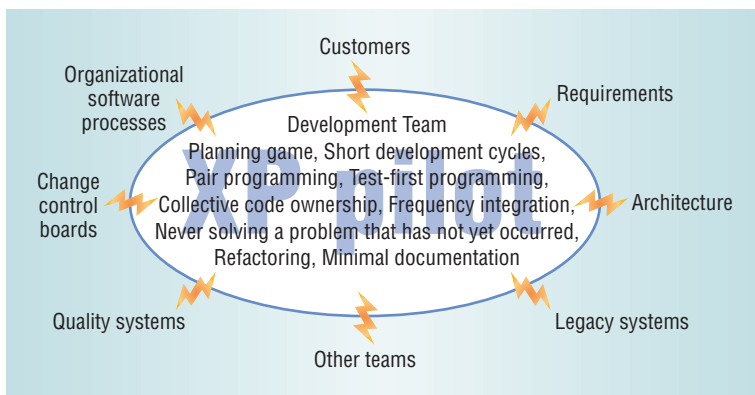 Customers
Organizational
software
processes
Requirements
Development Team
Planning game, Short development cycles,
Pair programming, Test-first programming,
Collective code ownership, Frequency integration,
Never solving a problem that has not yet occurred,
Refactoring, Minimal documentation
XP pilot
Change
control
boards
Architecture
Quality systems
Legacy systems
Other teams